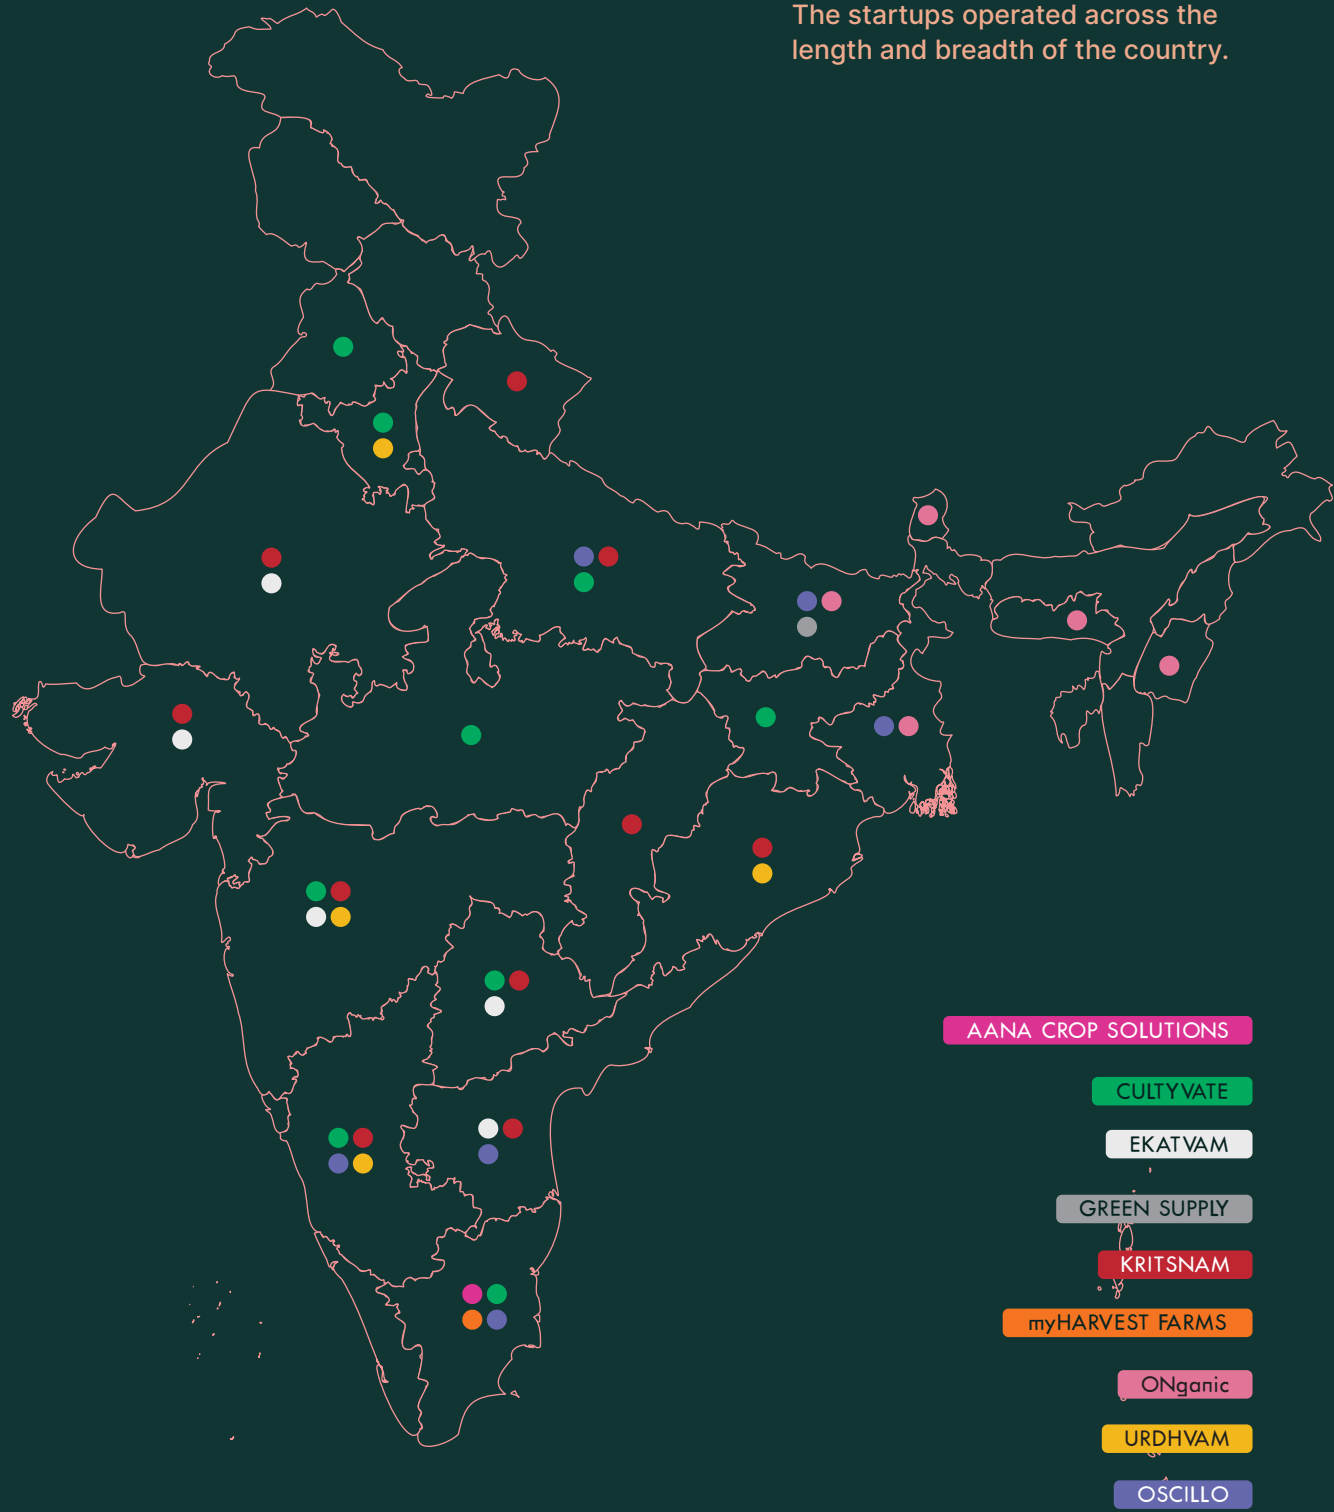 The startups operated across the
length and breadth of the country.
AANA CROP SOLUTIONS
CULTYVATE
EKATVAM
GREEN SUPPLY
KRITSNAM
myHARVEST FARMS
ONganic
URDHVAM
OSCILLO